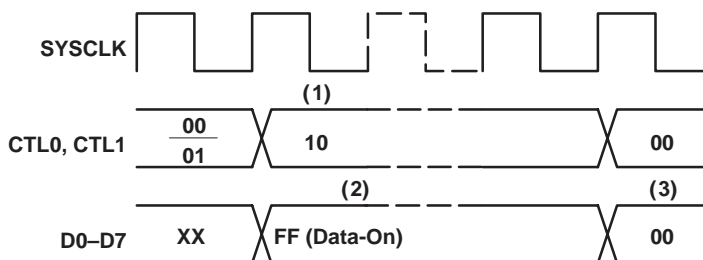 SYSCLK
(1)
CTL0, CTL1
00
01
10
00
(2)
(3)
D0–D7
XX
FF (Data-On)
00